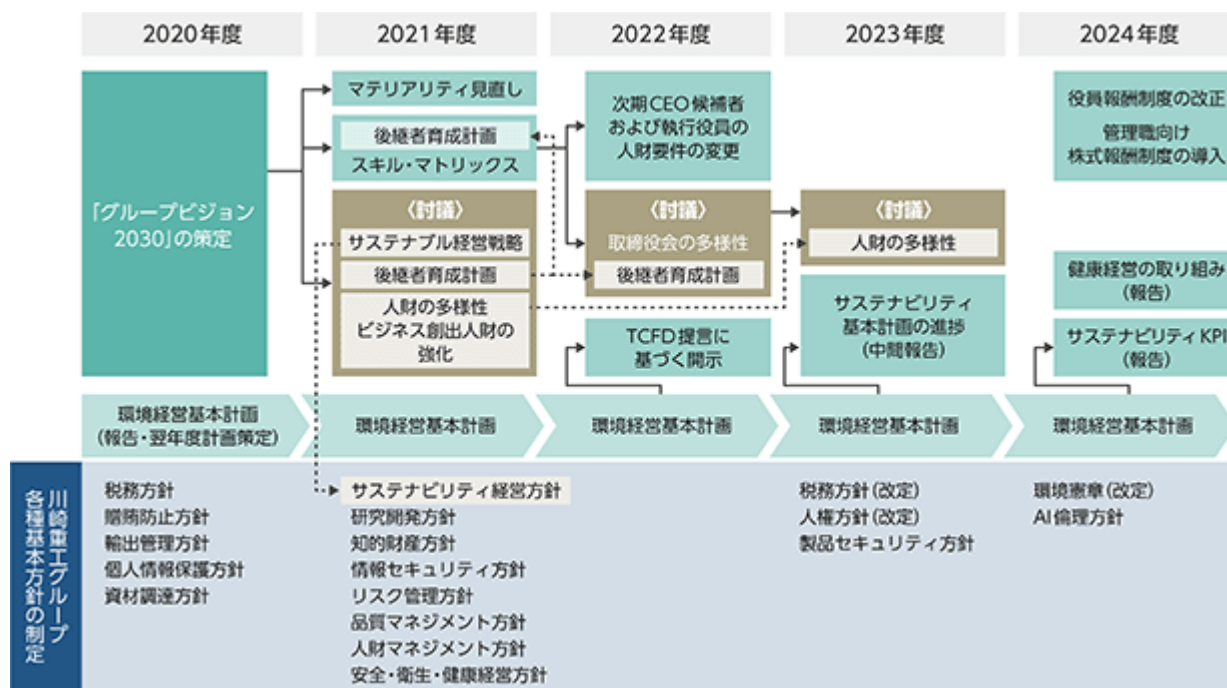 2020年度
2021年度
2022年度
2023年度
2024年度
「グループビジョン
2030」の策定
マテリアリティ見直し
後継者育成計画
スキル・マトリックス
〈討議〉
サステナブル経営戦略
後継者育成計画
人財の多様性
ビジネス創出人財の
強化
次期CEO候補者
および執行役員の
人財要件の変更
〈討議〉
取締役会の多様性
後継者育成計画
TCFD提言に
基づく開示
〈討議〉
人財の多様性
サステナビリティ
基本計画の進捗
(中間報告)
役員報酬制度の改正
管理職向け
株式報酬制度の導入
健康経営の取り組み
(報告)
サステナビリティKPI
(報告)
環境経営基本計画
(報告・翌年度計画策定)
環境経営基本計画
環境経営基本計画
環境経営基本計画
環境経営基本計画
川崎重工グループ
各種基本方針の制定
税務方針
贈賄防止方針
輸出管理方針
個人情報保護方針
資材調達方針
サステナビリティ経営方針
研究開発方針
知的財産方針
情報セキュリティ方針
リスク管理方針
品質マネジメント方針
人財マネジメント方針
安全・衛生・健康経営方針
税務方針(改定)
人権方針(改定)
製品セキュリティ方針
環境憲章(改定)
AI倫理方針